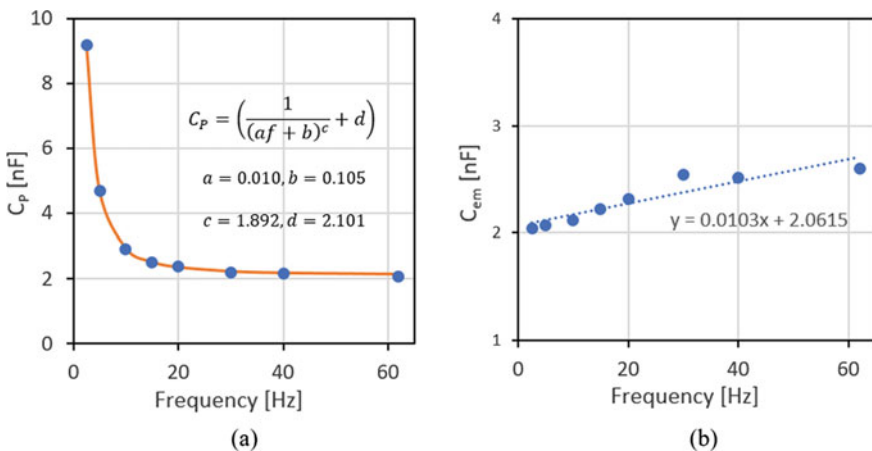 10
8
6
4
2
0
0
20
40
60
C_P [nF]
Frequency [Hz]
C_P = (1/(af + b)^c + d)
a = 0.010, b = 0.105
c = 1.892, d = 2.101
(a)
4
3
2
1
0
20
40
60
C_em [nF]
Frequency [Hz]
y = 0.0103x + 2.0615
(b)